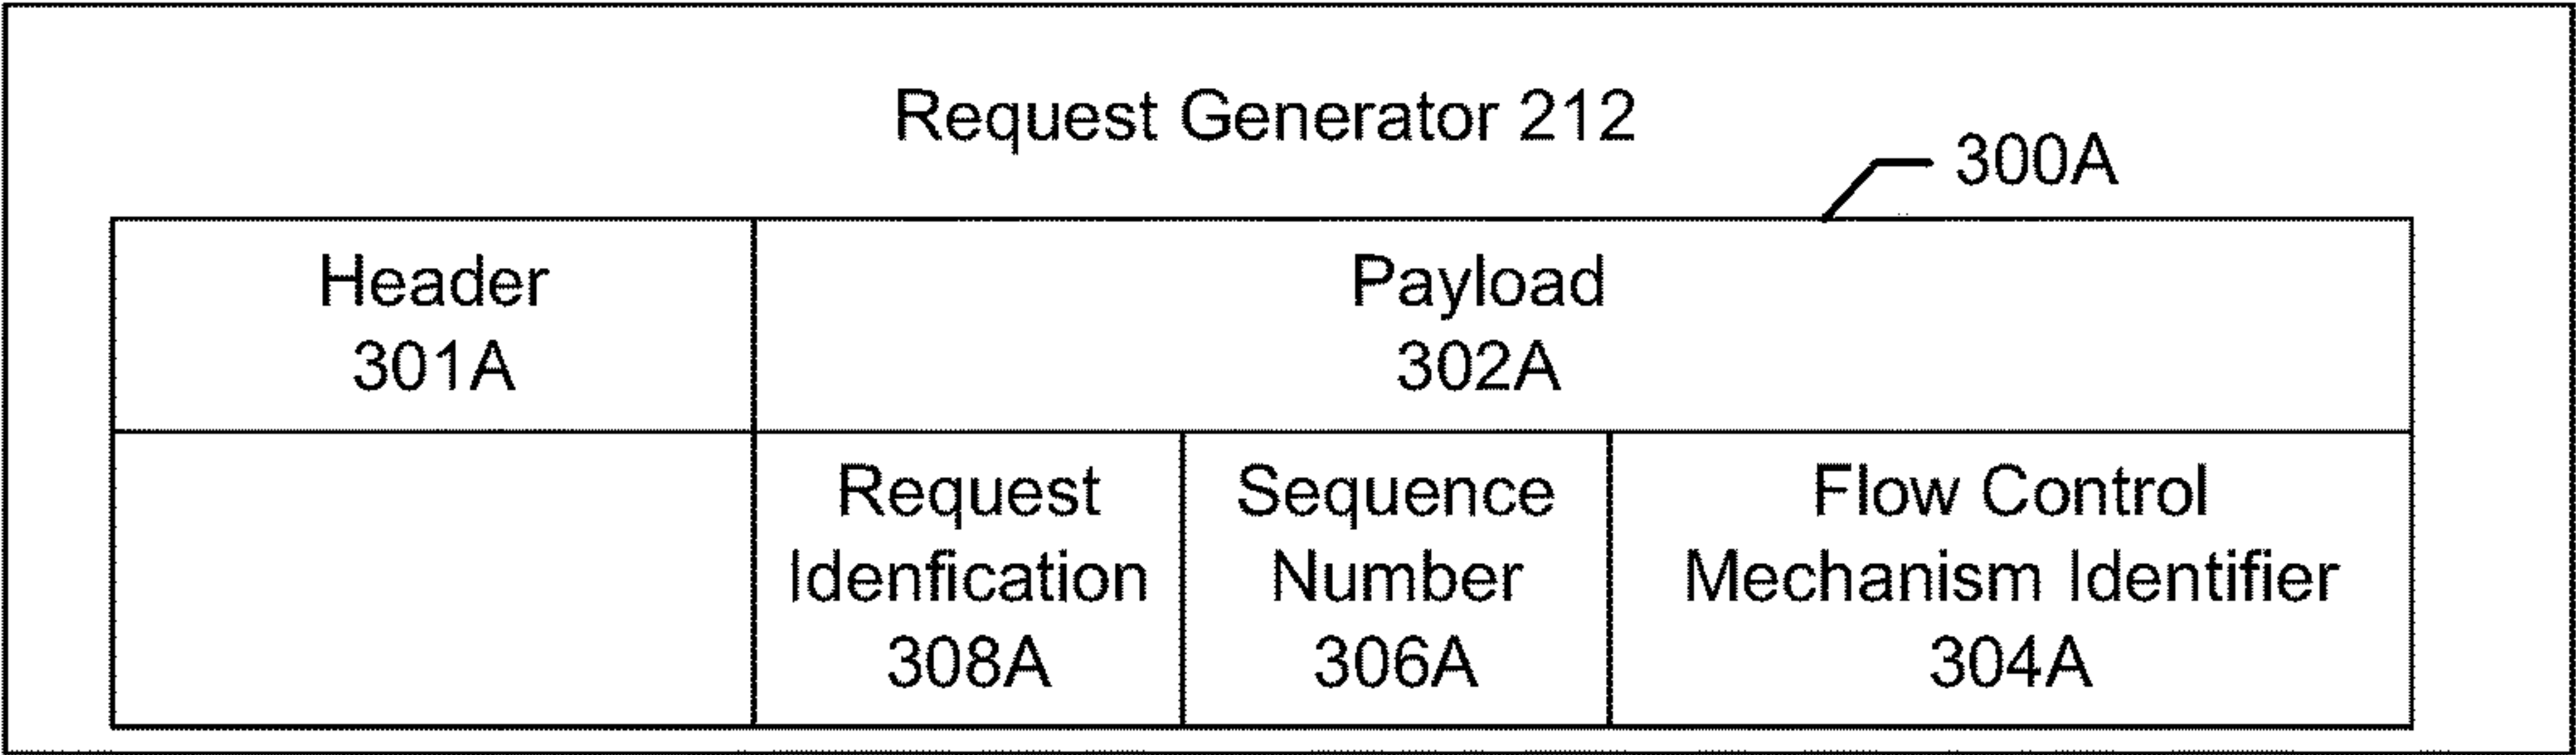 Request Generator 212
300A
Header
301A
Payload
302A
Request
Idenfication
308A
Sequence
Number
306A
Flow Control
Mechanism Identifier
304A